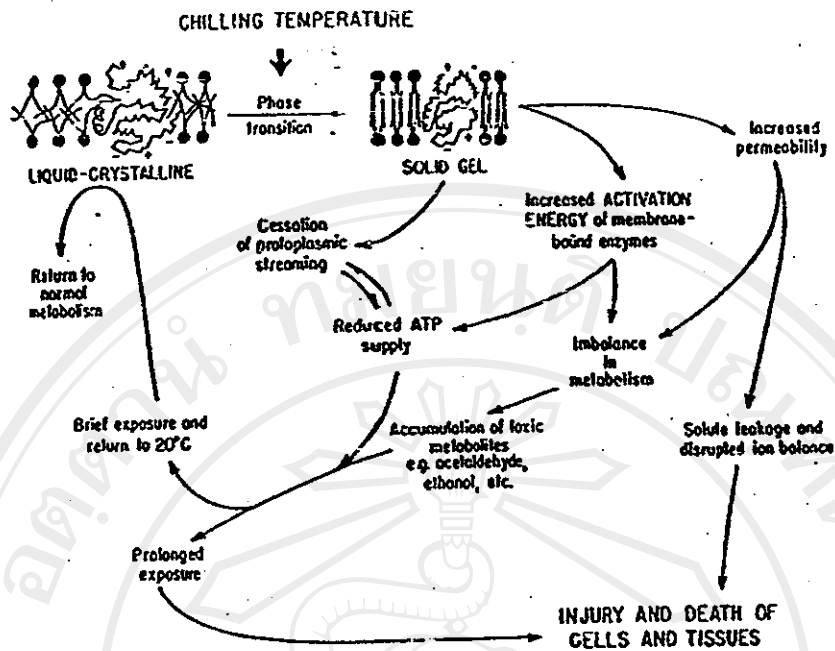 CHILLING TEMPERATURE
Phase
transition
LIQUID-CRYSTALLINE
SOLID GEL
Increased
permeability
Increased ACTIVATION
ENERGY of membrane-
bound enzymes
Cessation
of protoplasmic
streaming
Return to
normal
metabolism
Reduced ATP
supply
Imbalance
in
metabolism
Brief exposure and
return to 20°C
Accumulation of toxic
metabolites
e.g. acetaldehyde,
ethanol, etc.
Solute leakage and
disrupted ion balance
Prolonged
exposure
INJURY AND DEATH OF
CELLS AND TISSUES